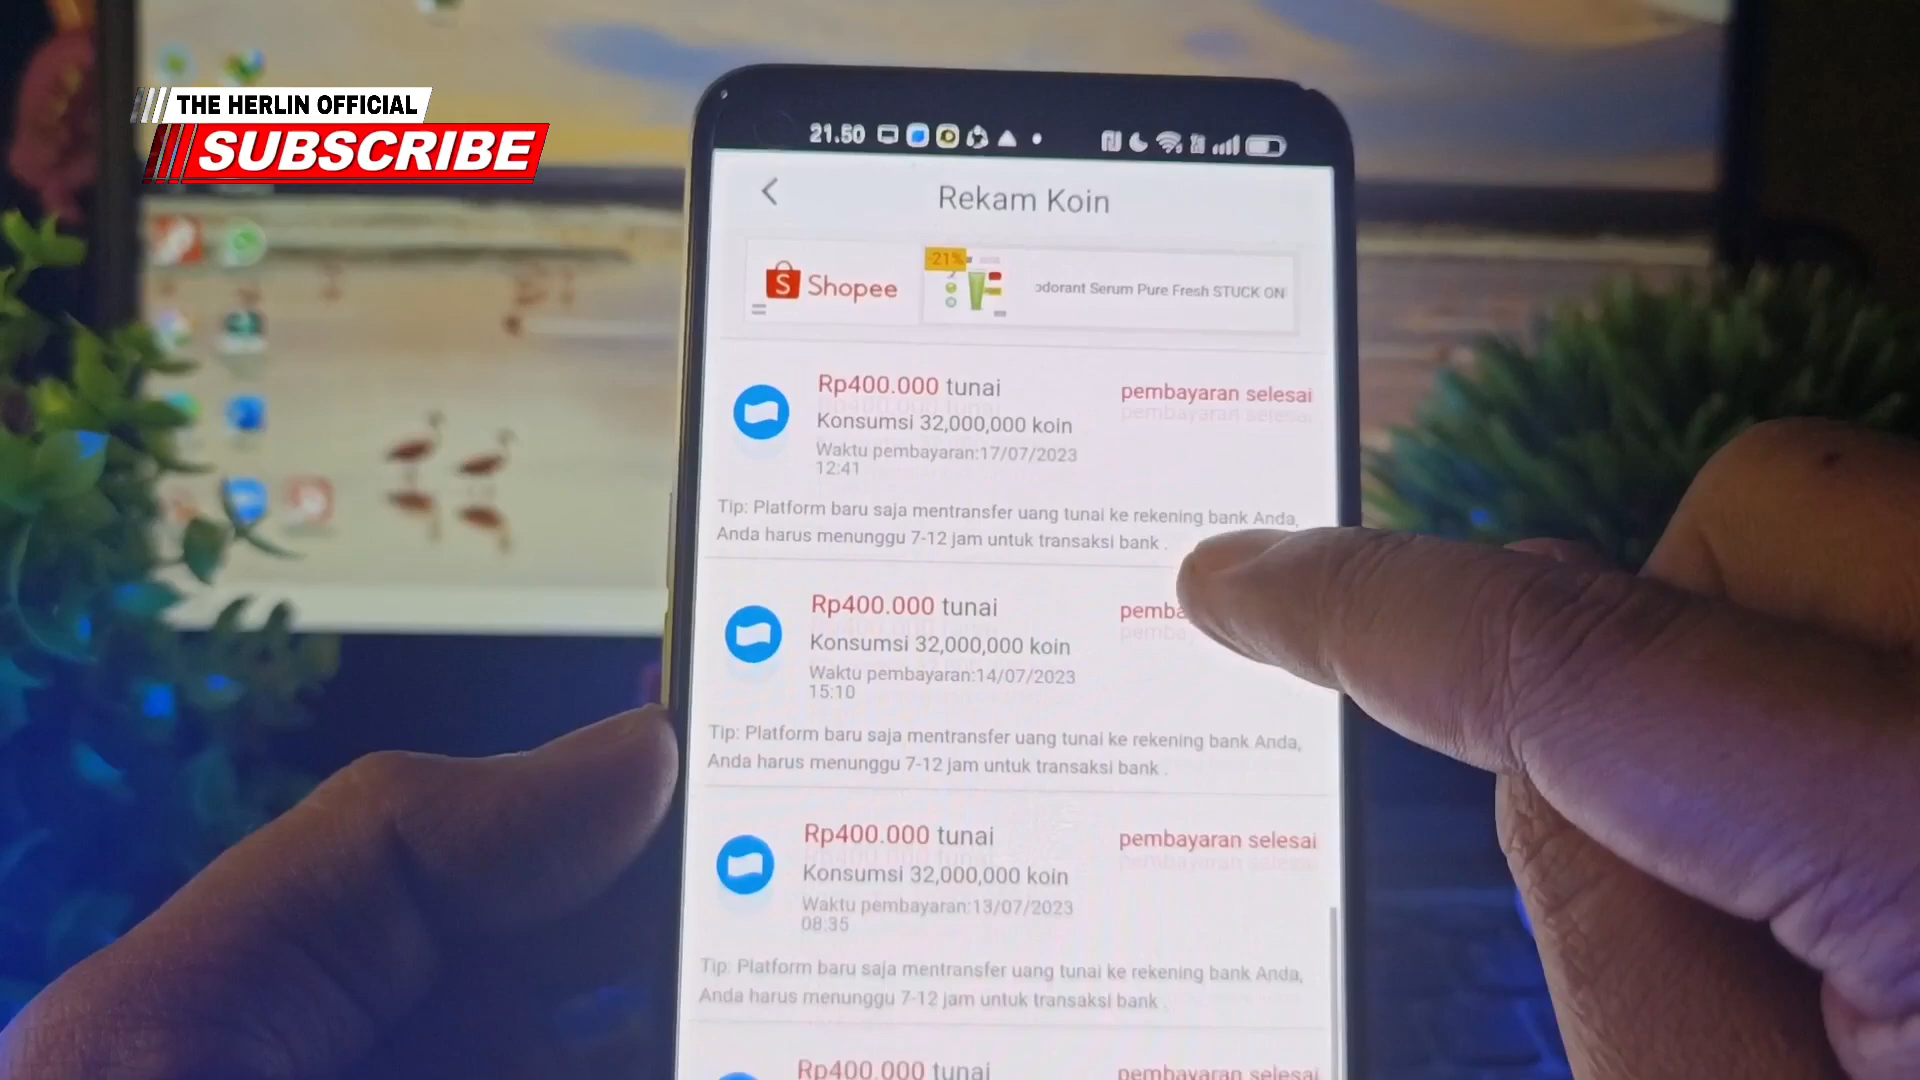 THE HERLIN OFFICIAL
SUBSCRIBE
21.50
Rekam Koin
S Shopee
-21%
odorant Serum Pure Fresh STUCK ON
Rp400.000 tunai
pembayaran selesai
Konsumsi 32,000,000 koin
Waktu pembayaran:17/07/2023
12:41
Tip: Platform baru saja mentransfer uang tunai ke rekening bank Anda,
Anda harus menunggu 7-12 jam untuk transaksi bank .
Rp400.000 tunai
pemba
Konsumsi 32,000,000 koin
Waktu pembayaran:14/07/2023
15:10
Tip: Platform baru saja mentransfer uang tunai ke rekening bank Anda,
Anda harus menunggu 7-12 jam untuk transaksi bank .
Rp400.000 tunai
pembayaran selesai
Konsumsi 32,000,000 koin
Waktu pembayaran:13/07/2023
08:35
Tip: Platform baru saja mentransfer uang tunai ke rekening bank Anda,
Anda harus menunggu 7-12 jam untuk transaksi bank .
Rp400.000 tunai
pembayaran selesai